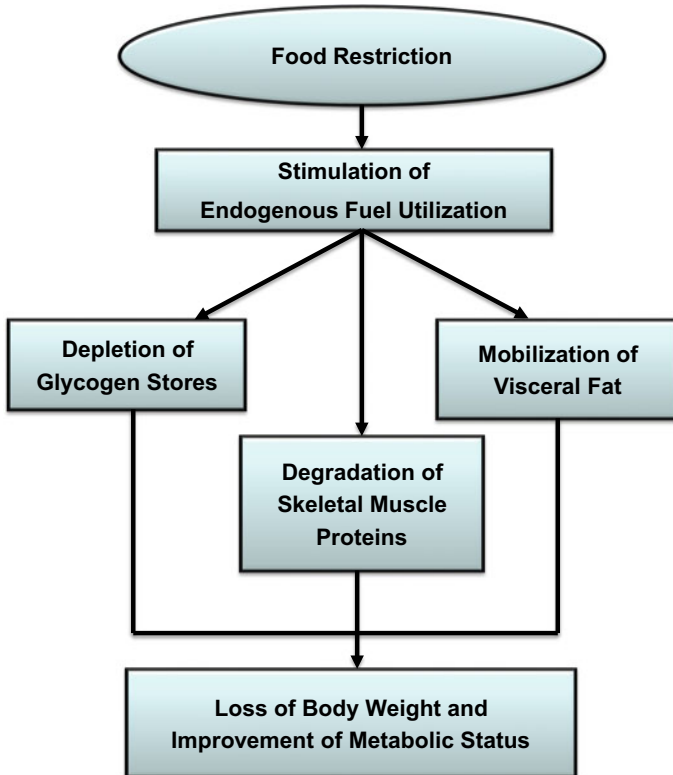 Food Restriction
Stimulation of
Endogenous Fuel Utilization
Depletion of
Glycogen Stores
Mobilization of
Visceral Fat
Degradation of
Skeletal Muscle
Proteins
Loss of Body Weight and
Improvement of Metabolic Status